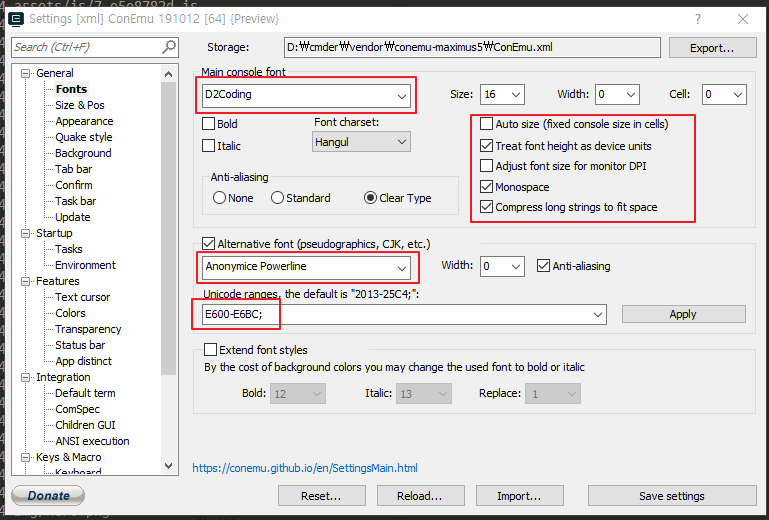 4 assets/js/7.e5e8782d.js
Settings [xml] ConEmu 191012 [64] {Preview}
Search (Ctrl+F)
Storage: D:₩cmder₩vendor₩conemu-maximus5₩ConEmu.xml Export...
General
Fonts
Size & Pos
Appearance
Quake style
Background
Tab bar
Confirm
Task bar
Update
Startup
Tasks
Environment
Features
Text cursor
Colors
Transparency
Status bar
App distinct
Integration
Default term
ComSpec
Children GUI
ANSI execution
Keys & Macro
Keyboard
Main console font
D2Coding Size: 16 Width: 0 Cell: 0
Bold Font charset:
Italic Hangul
Auto size (fixed console size in cells)
Treat font height as device units
Adjust font size for monitor DPI
Monospace
Compress long strings to fit space
Anti-aliasing
None Standard Clear Type
Alternative font (pseudographics, CJK, etc.)
Anonymice Powerline Width: 0 Anti-aliasing
Unicode ranges, the default is "2013-25C4;":
E600-E6BC; Apply
Extend font styles
By the cost of background colors you may change the used font to bold or italic
Bold: 12 Italic: 13 Replace: 1
https://conemu.github.io/en/SettingsMain.html
Donate Reset... Reload... Import... Save settings